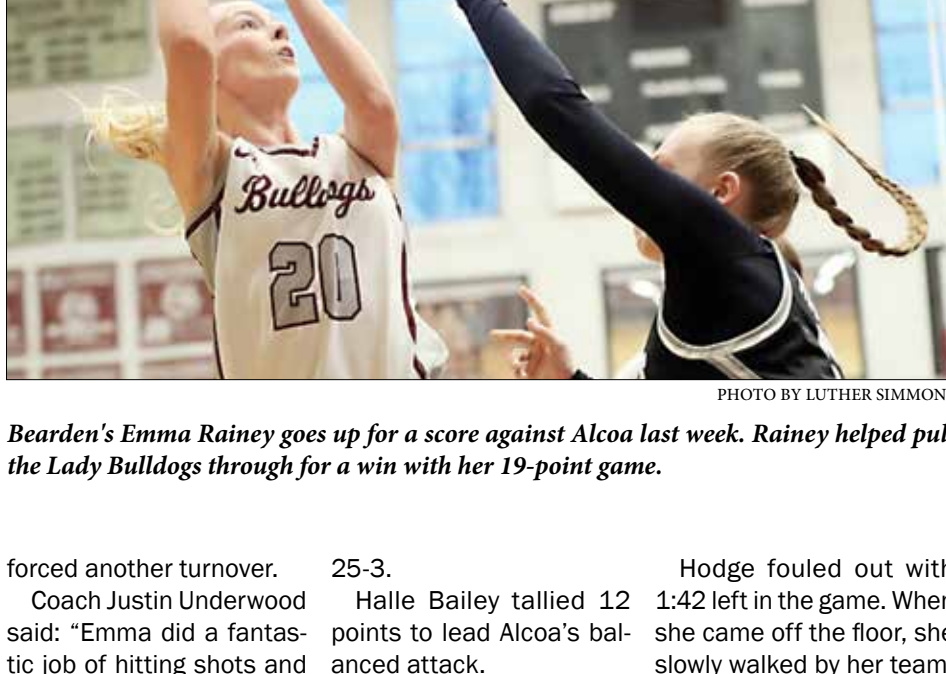 Bulldogs
20
PHOTO BY LUTHER SIMMON
Bearden's Emma Rainey goes up for a score against Alcoa last week. Rainey helped pul
the Lady Bulldogs through for a win with her 19-point game.
forced another turnover.
Coach Justin Underwood
said: “Emma did a fantas-
tic job of hitting shots and
25-3.
Halle Bailey tallied 12
points to lead Alcoa’s bal-
anced attack.
Hodge fouled out with
1:42 left in the game. When
she came off the floor, she
slowly walked by her team